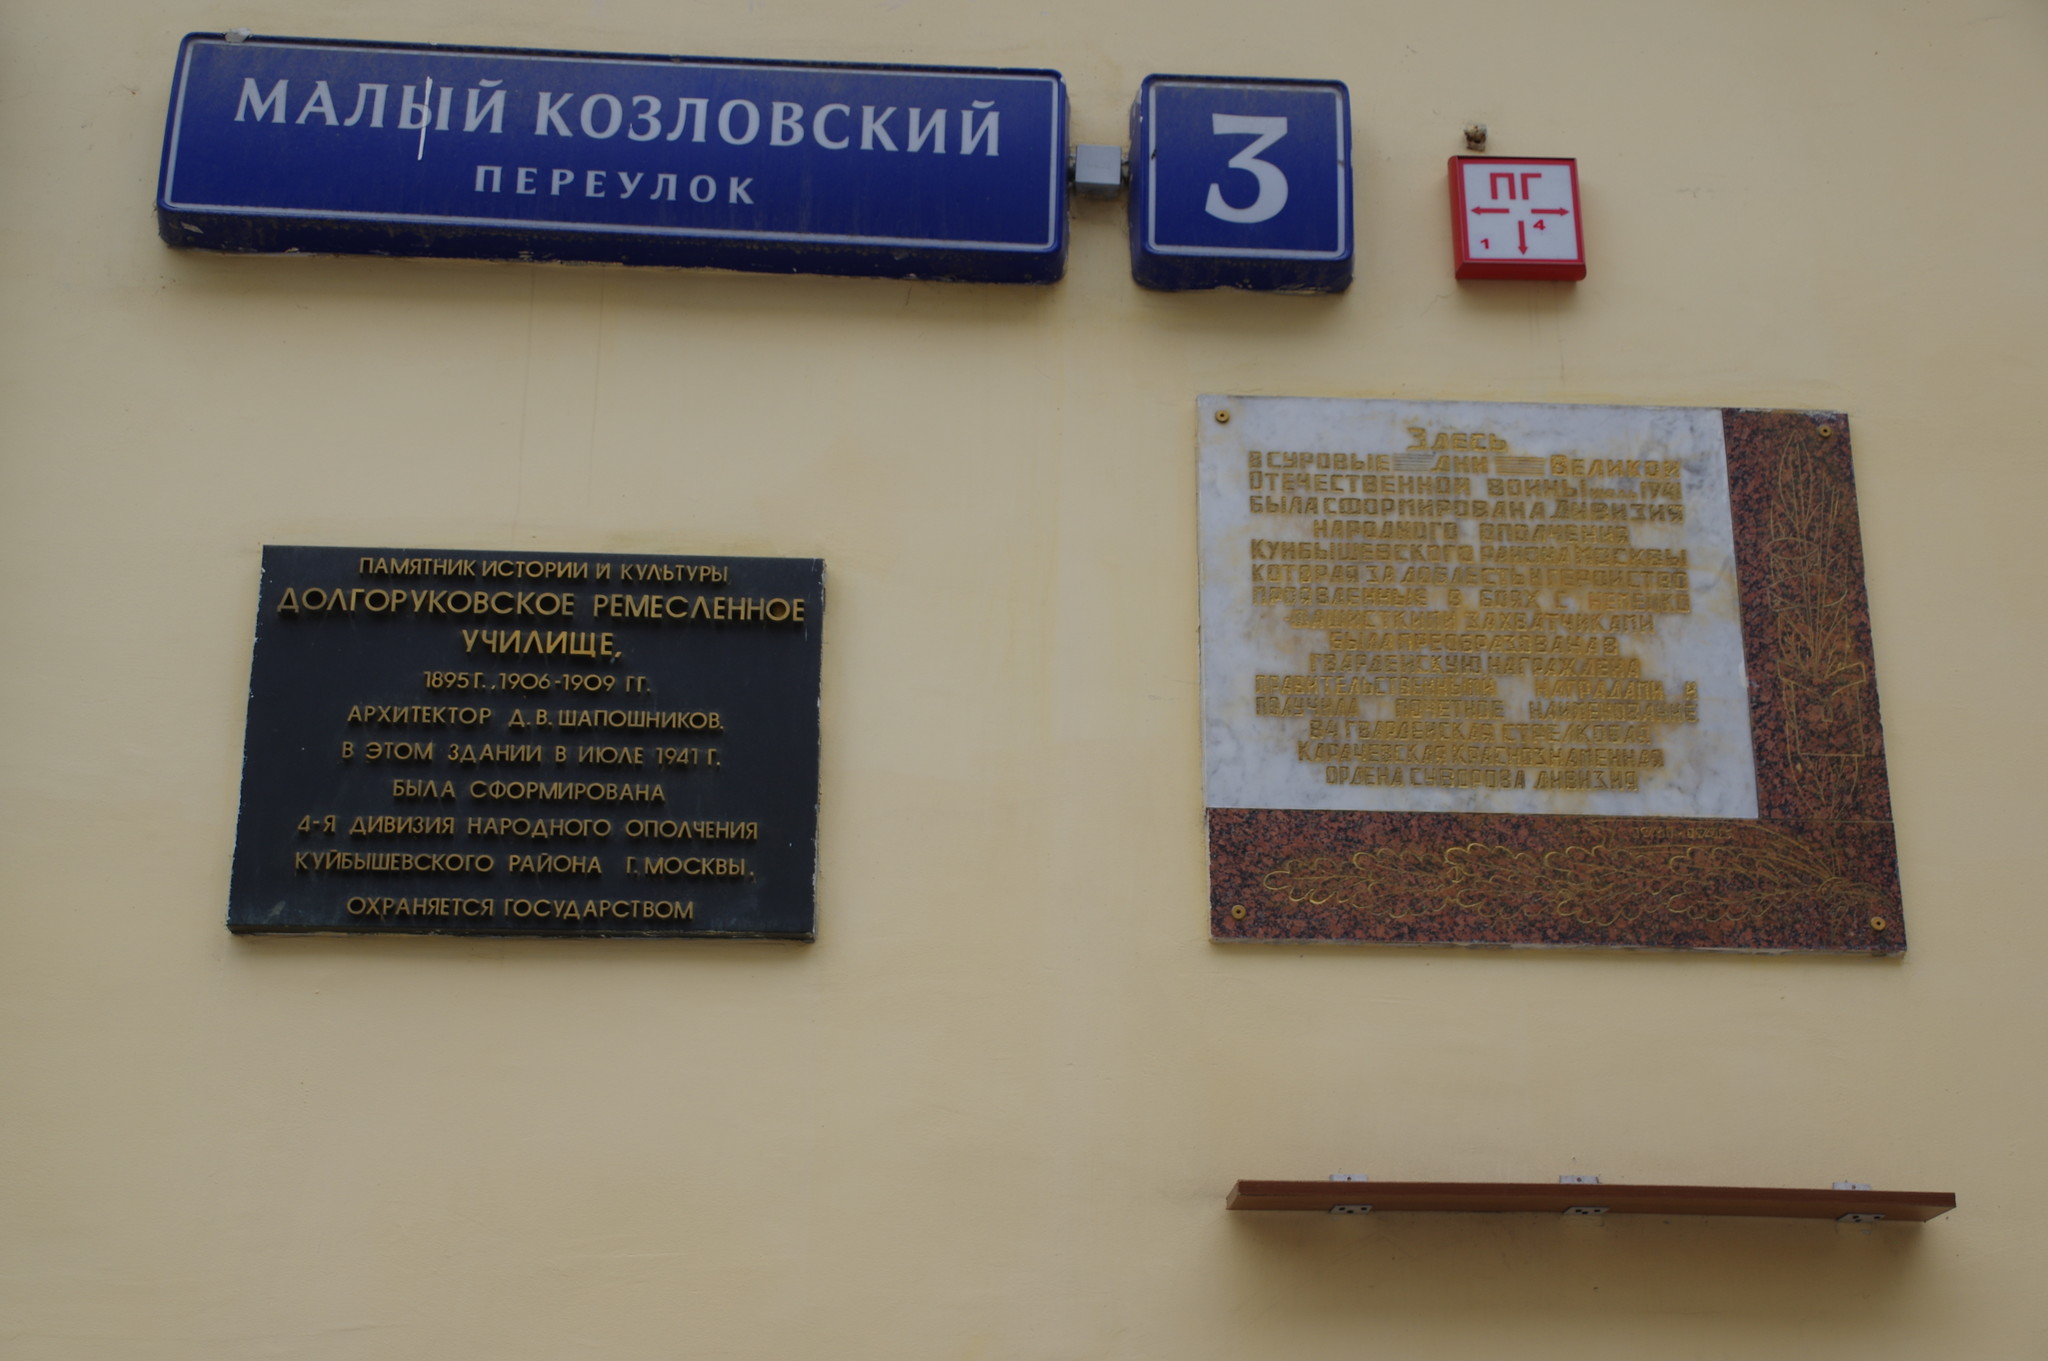 МАЛЫЙ КОЗЛОВСКИЙ
ПЕРЕУЛОК
3
ПГ
4
1
ПАМЯТНИК ИСТОРИИ И КУЛЬТУРЫ
ДОЛГОРУКОВСКОЕ РЕМЕСЛЕННОЕ
УЧИЛИЩЕ,
1895 Г., 1906-1909 ГГ.
АРХИТЕКТОР Д. В. ШАПОШНИКОВ.
В ЭТОМ ЗДАНИИ В ИЮЛЕ 1941 Г.
БЫЛА СФОРМИРОВАНА
4-Я ДИВИЗИЯ НАРОДНОГО ОПОЛЧЕНИЯ
КУЙБЫШЕВСКОГО РАЙОНА Г. МОСКВЫ.
ОХРАНЯЕТСЯ ГОСУДАРСТВОМ
ЗДЕСЬ
В СУРОВЫЕ ДНИ ВЕЛИКОЙ
ОТЕЧЕСТВЕННОЙ ВОЙНЫ 1941
БЫЛА СФОРМИРОВАНА ДИВИЗИЯ
НАРОДНОГО ОПОЛЧЕНИЯ
КУЙБЫШЕВСКОГО РАЙОНА МОСКВЫ
КОТОРАЯ ЗА ДОБЛЕСТЬ И ГЕРОЙСТВО
ПРОЯВЛЕННЫЕ В БОЯХ С НЕМЕЦКО
ФАШИСТКИМИ ЗАХВАТЧИКАМИ
БЫЛА ПРЕОБРАЗОВАНА В
ГВАРДЕЙСКУЮ НАГРАЖДЕНА
ПРАВИТЕЛЬСТВЕННЫМИ НАГРАДАМИ И
ПОЛУЧИЛА ПОЧЕТНОЕ НАИМЕНОВАНИЕ
84 ГВАРДЕЙСКАЯ СТРЕЛКОВАЯ
КАРАЧЕВСКАЯ КРАСНОЗНАМЕННАЯ
ОРДЕНА СУВОРОВА ДИВИЗИЯ